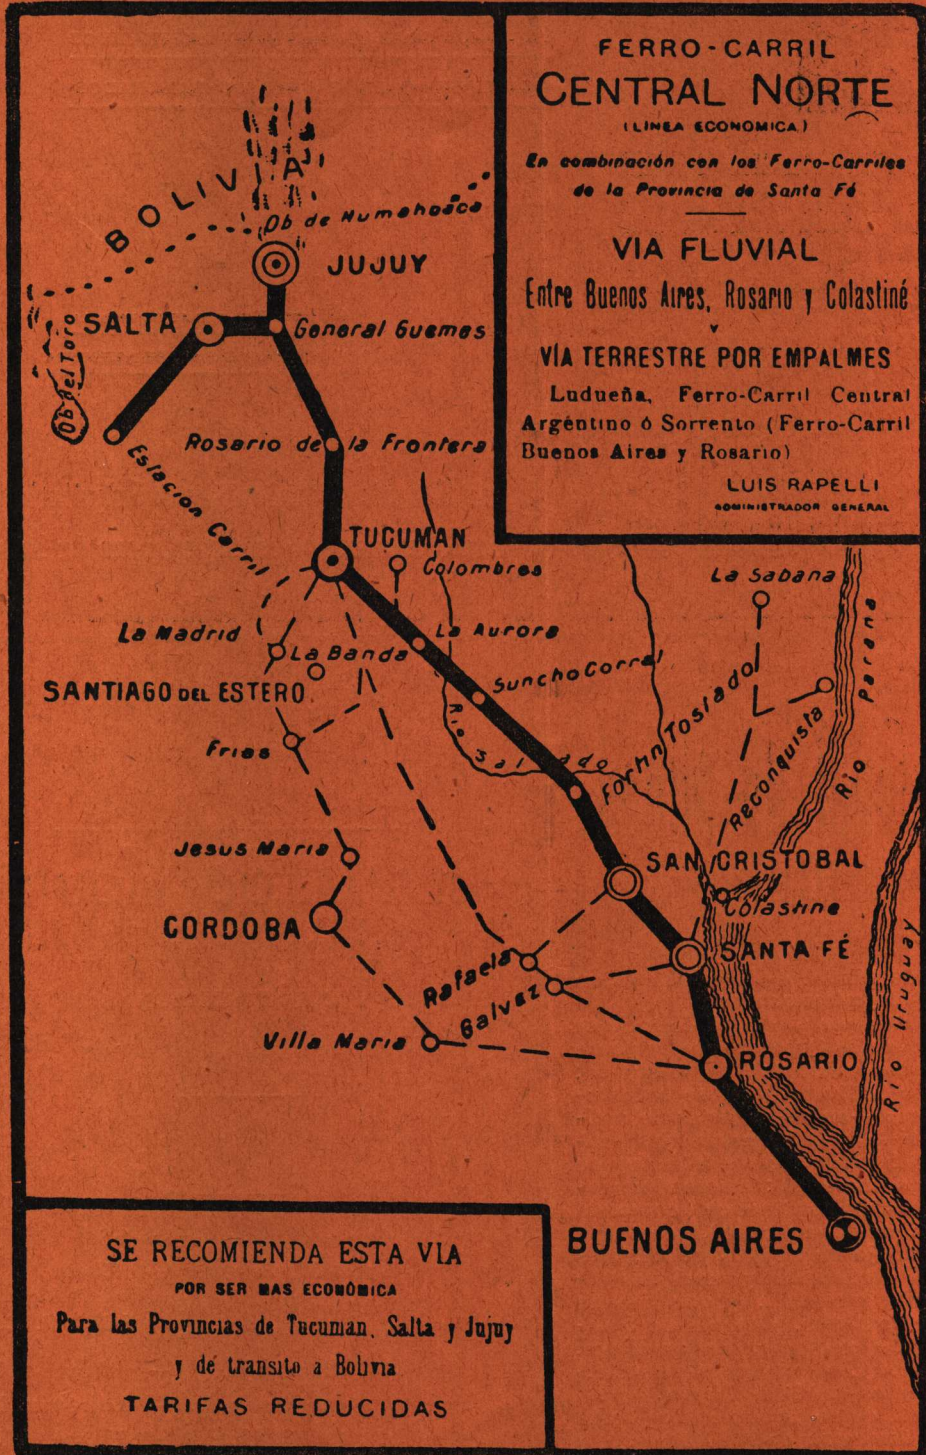 FERRO-CARRIL
CENTRAL NORTE
(LINEA ECONOMICA)
En combinación con los Ferro-Carriles
de la Provincia de Santa Fé
VIA FLUVIAL
Entre Buenos Aires, Rosario y Colastiné
y
VÍA TERRESTRE POR EMPALMES
Ludueña, Ferro-Carril Central
Argentino ó Sorrento (Ferro-Carril
Buenos Aires y Rosario)
LUIS RAPELLI
ADMINISTRADOR GENERAL
BOLIVIA
Qb de Humahuaca
JUJUY
SALTA
General Guemes
Qb del Toro
Rosario de la Frontera
Estacion Carril
TUCUMAN
Colombres
La Sabana
La Madrid
La Aurora
La Banda
SANTIAGO DEL ESTERO
Suncho Corral
Rio Parana
Rio Salado
Fortin Tostado
Reconquista
Frias
Jesus Maria
SAN CRISTOBAL
CORDOBA
Colastine
SANTA FÉ
Rafaela
Galvez
Rio Uruguay
Villa Maria
ROSARIO
BUENOS AIRES
SE RECOMIENDA ESTA VIA
POR SER MAS ECONÓMICA
Para las Provincias de Tucuman, Salta y Jujuy
y de transito a Bolivia
TARIFAS REDUCIDAS